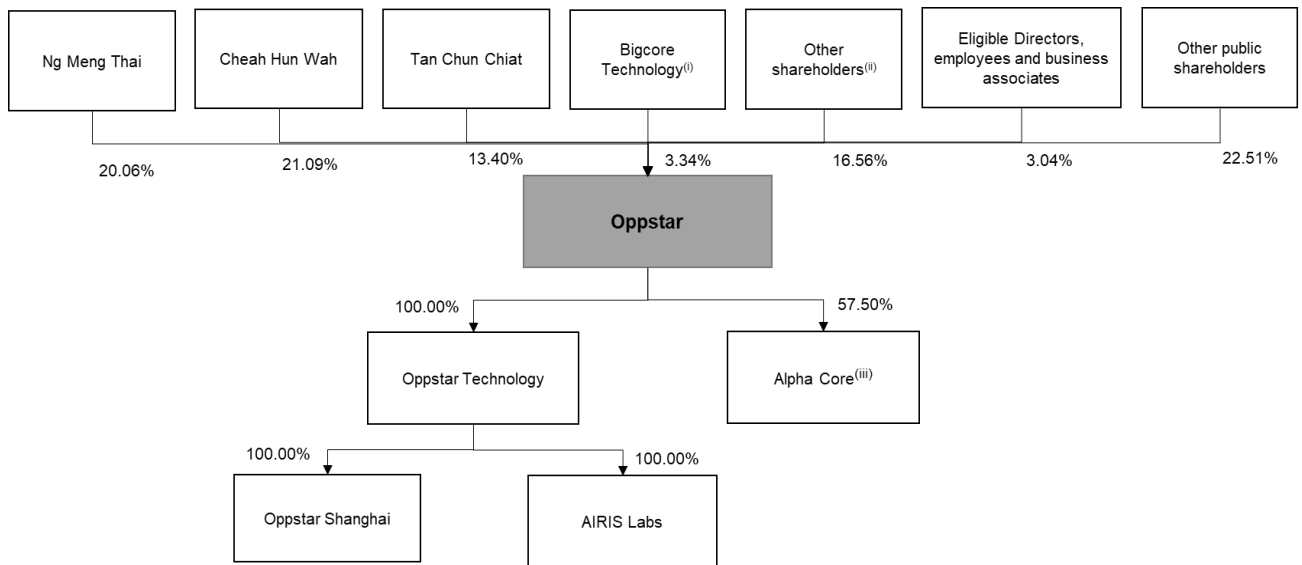 Ng Meng Thai
Cheah Hun Wah
Tan Chun Chiat
Bigcore
Technology(i)
Other
shareholders(ii)
Eligible Directors,
employees and business
associates
Other public
shareholders
20.06%
21.09%
13.40%
3.34%
16.56%
3.04%
22.51%
Oppstar
100.00%
57.50%
Oppstar Technology
Alpha Core(iii)
100.00%
100.00%
Oppstar Shanghai
AIRIS Labs